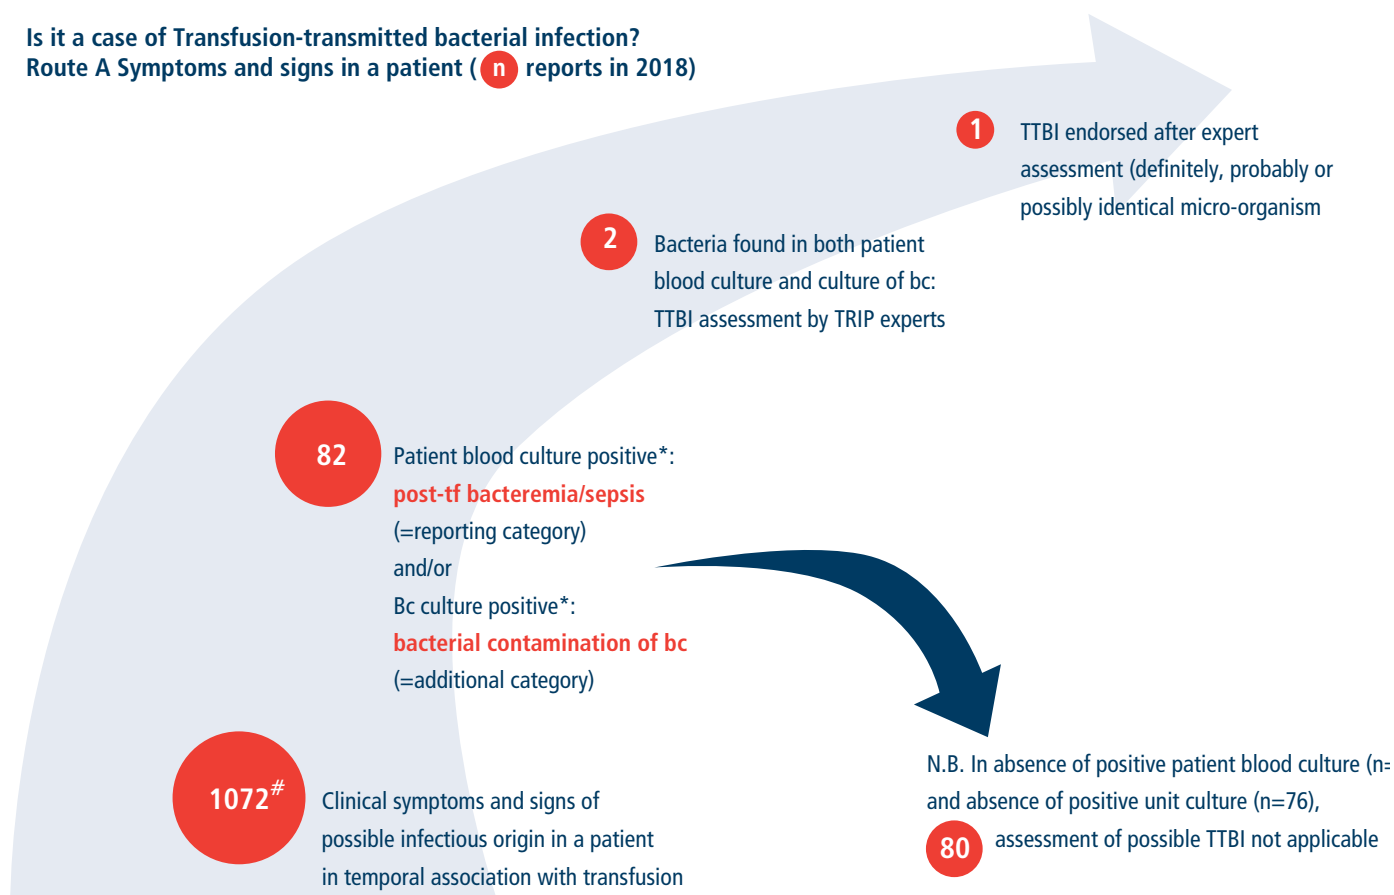 Is it a case of Transfusion-transmitted bacterial infection?
Route A Symptoms and signs in a patient ( n reports in 2018)
1
TTBI endorsed after expert
assessment (definitely, probably or
possibly identical micro-organism
2
Bacteria found in both patient
blood culture and culture of bc:
TTBI assessment by TRIP experts
82
Patient blood culture positive*:
post-tf bacteremia/sepsis
(=reporting category)
and/or
Bc culture positive*:
bacterial contamination of bc
(=additional category)
1072#
Clinical symptoms and signs of
possible infectious origin in a patient
in temporal association with transfusion
N.B. In absence of positive patient blood culture (n=
and absence of positive unit culture (n=76),
80 assessment of possible TTBI not applicable